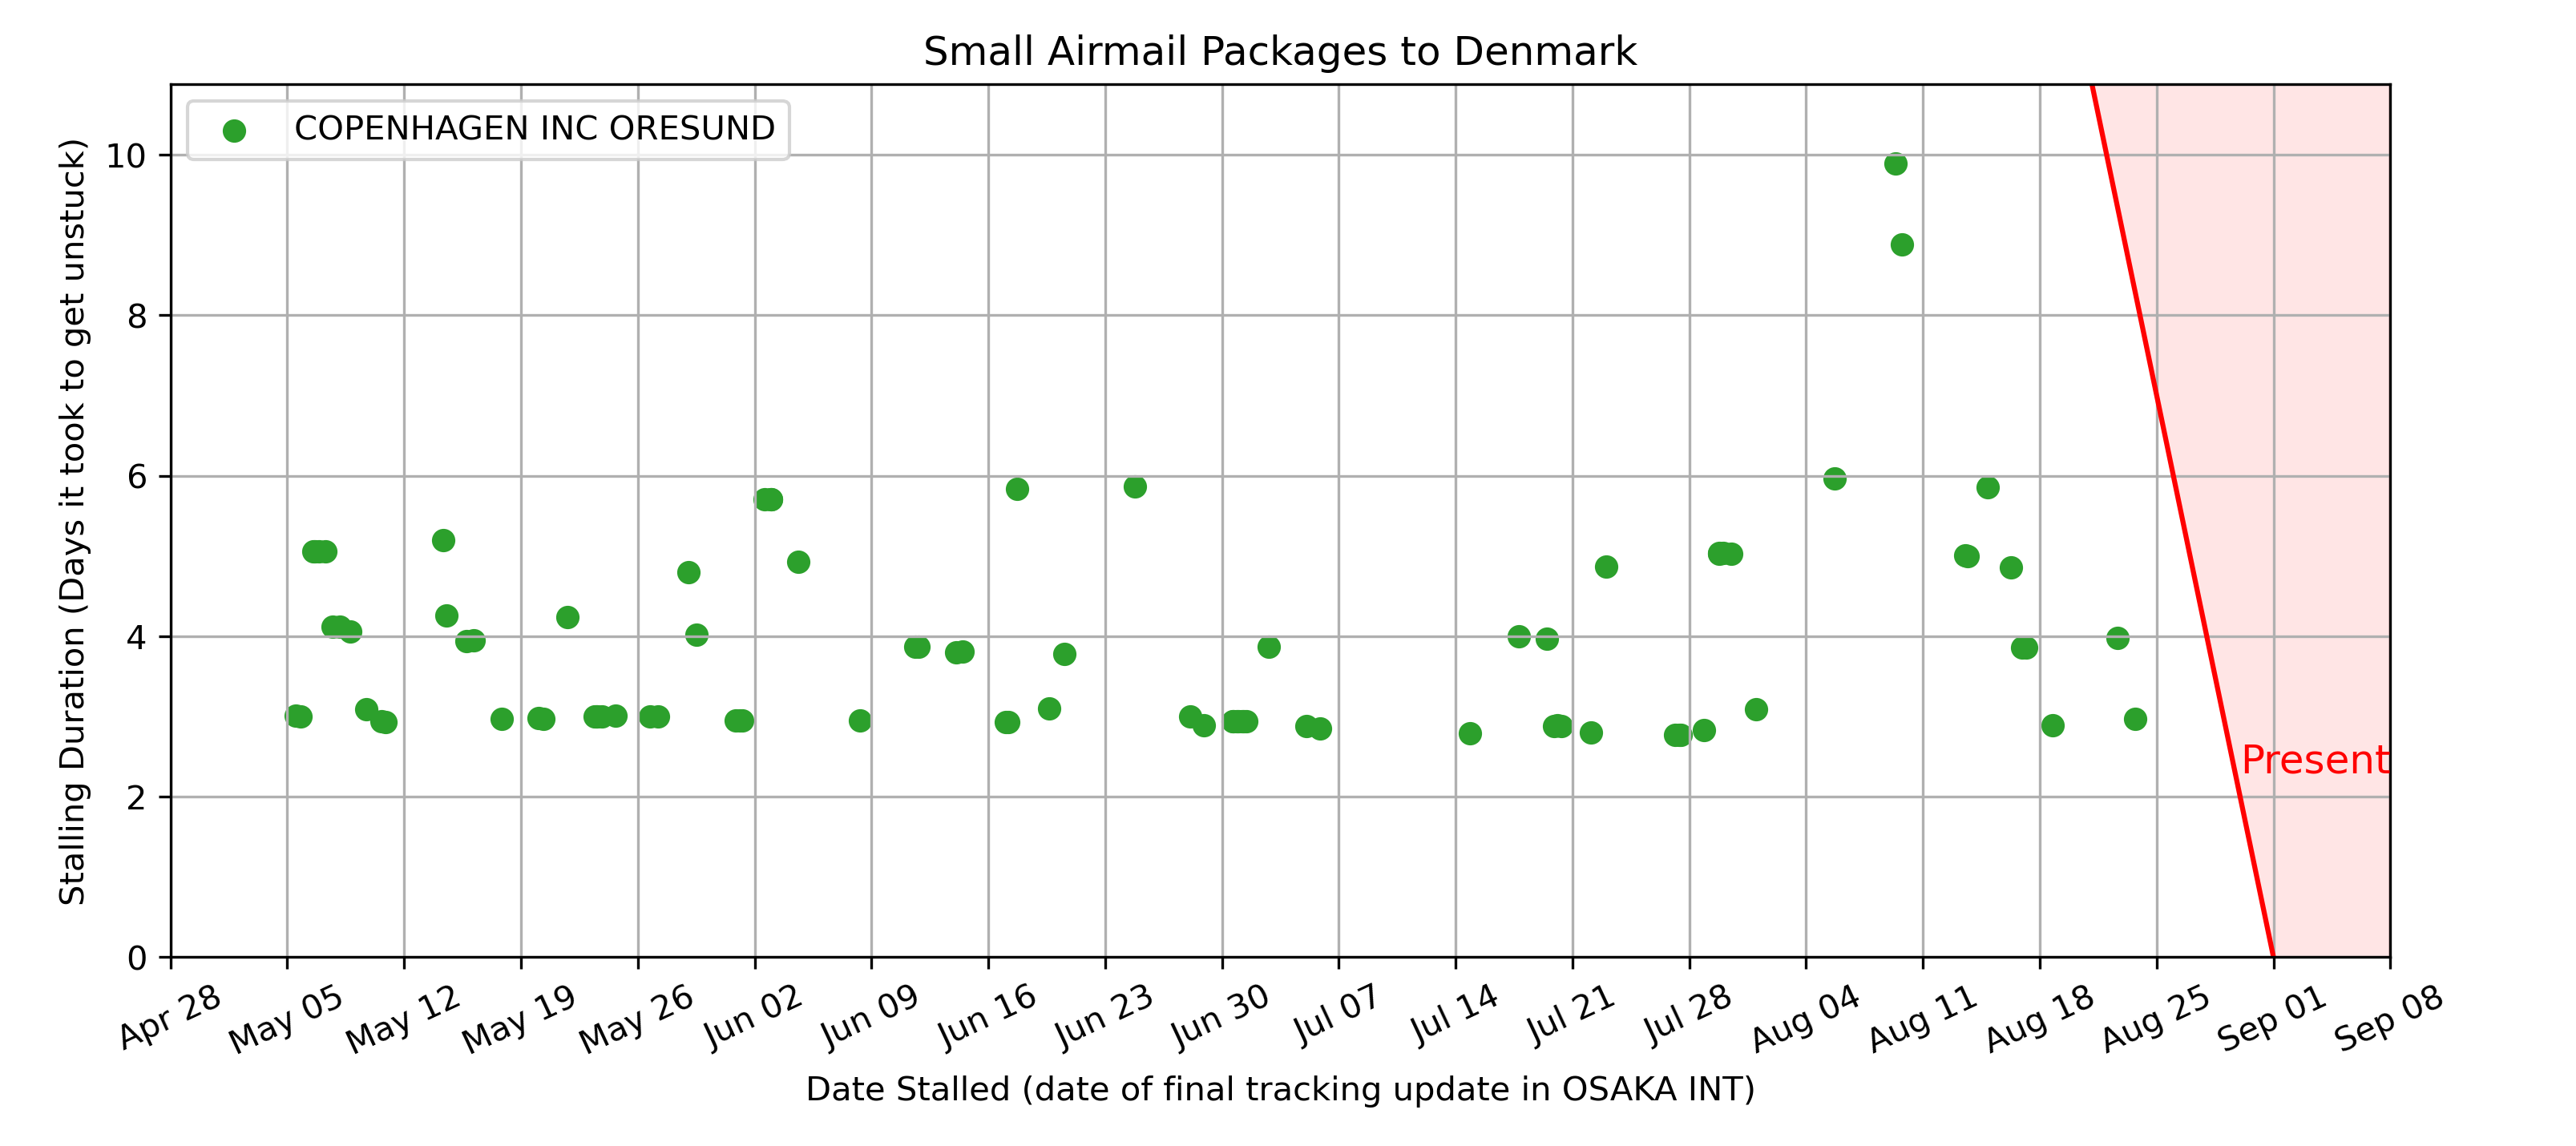 Small Airmail Packages to Denmark
COPENHAGEN INC ORESUND
Stalling Duration (Days it took to get unstuck)
10
8
6
4
2
0
Present
Apr 28
May 05
May 12
May 19
May 26
Jun 02
Jun 09
Jun 16
Jun 23
Jun 30
Jul 07
Jul 14
Jul 21
Jul 28
Aug 04
Aug 11
Aug 18
Aug 25
Sep 01
Sep 08
Date Stalled (date of final tracking update in OSAKA INT)